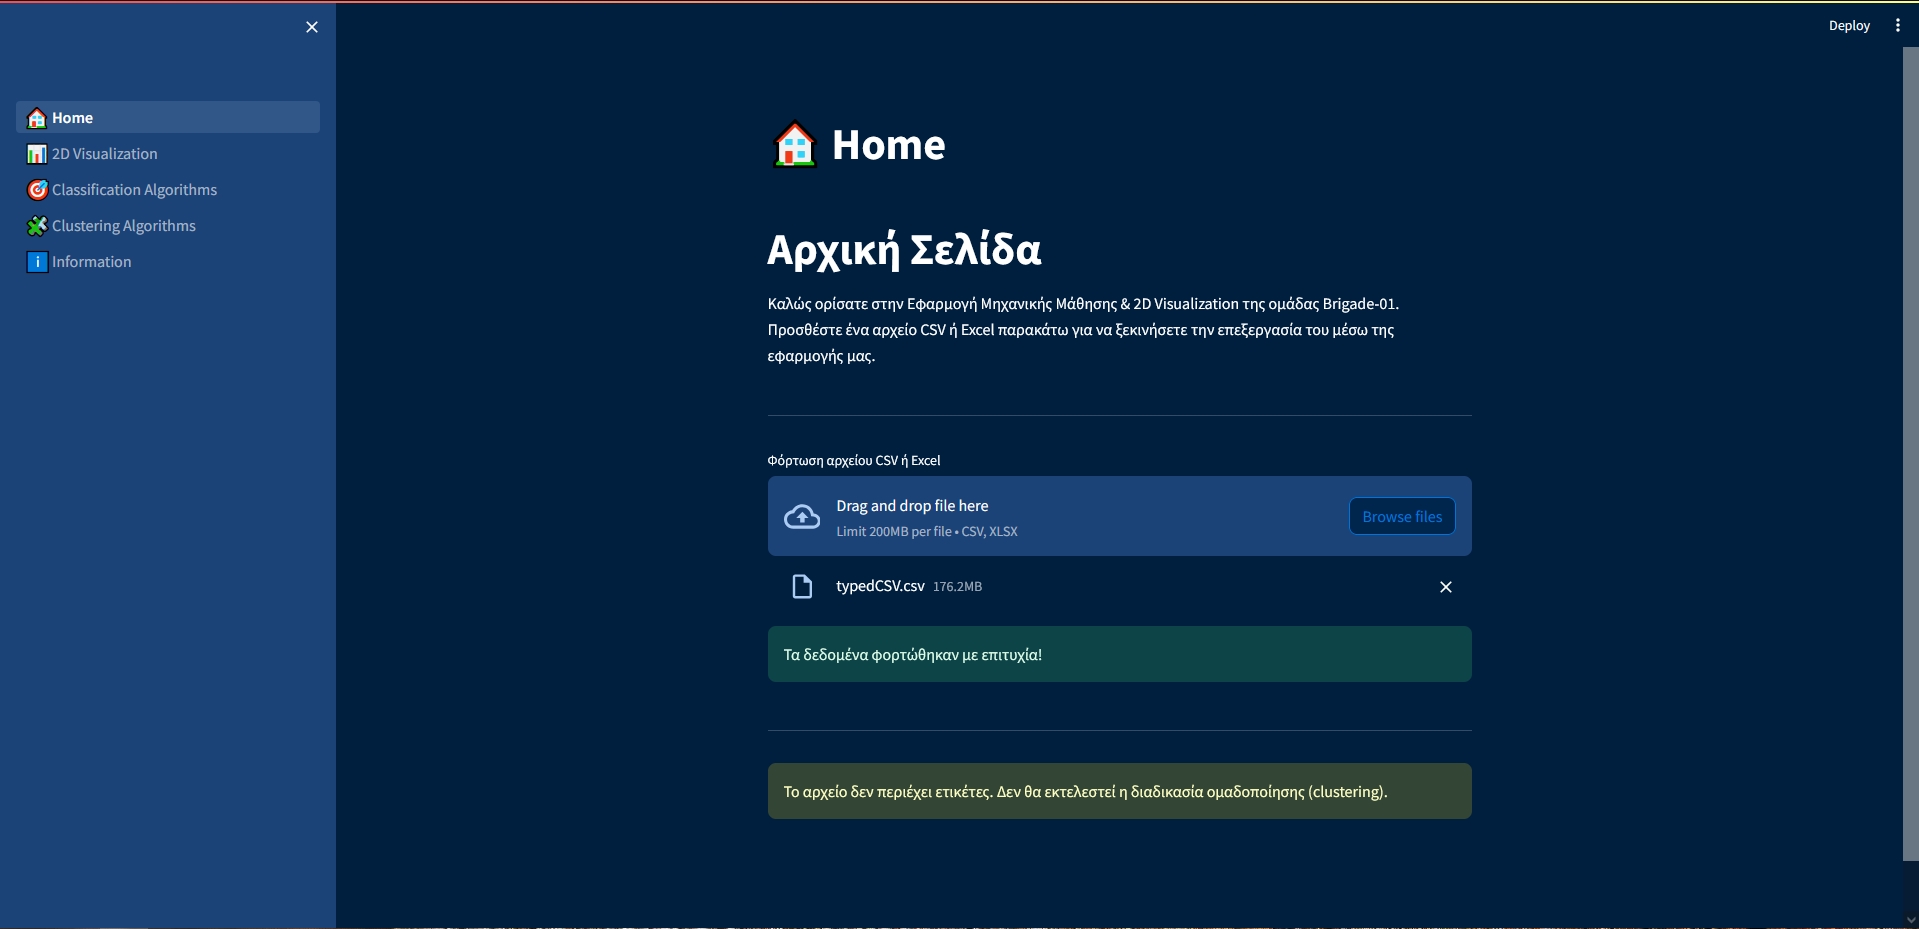 Deploy
Home
2D Visualization
Classification Algorithms
Clustering Algorithms
Information
Home
Αρχική Σελίδα
Καλώς ορίσατε στην Εφαρμογή Μηχανικής Μάθησης & 2D Visualization της ομάδας Brigade-01.
Προσθέστε ένα αρχείο CSV ή Excel παρακάτω για να ξεκινήσετε την επεξεργασία του μέσω της
εφαρμογής μας.
Φόρτωση αρχείου CSV ή Excel
Drag and drop file here
Limit 200MB per file • CSV, XLSX
Browse files
typedCSV.csv 176.2MB
Τα δεδομένα φορτώθηκαν με επιτυχία!
Το αρχείο δεν περιέχει ετικέτες. Δεν θα εκτελεστεί η διαδικασία ομαδοποίησης (clustering).